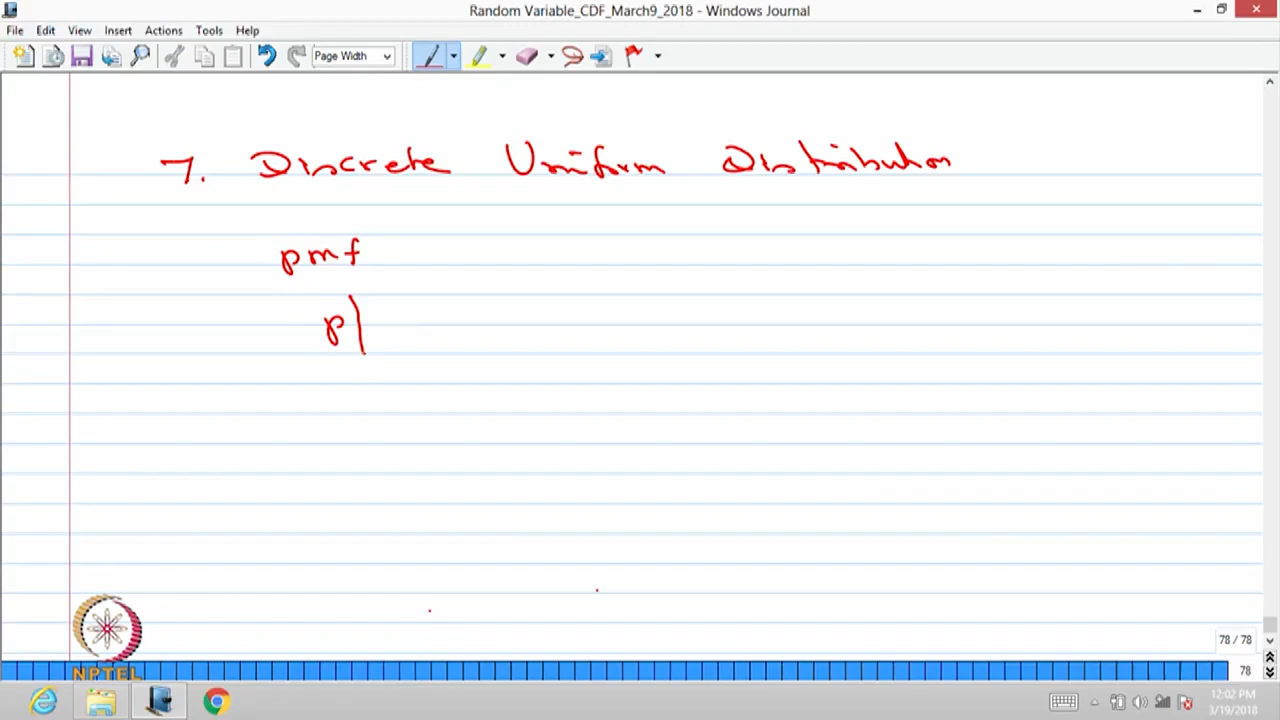 Random Variable_CDF_March9_2018 - Windows Journal
File Edit View Insert Actions Tools Help
Page Width
7. Discrete Uniform Distribution
pmf
p
78 / 78
NPTEL
78
12:02 PM
3/19/2018